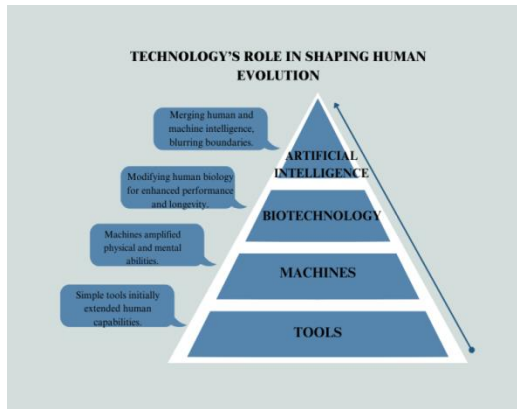 TECHNOLOGY'S ROLE IN SHAPING HUMAN
EVOLUTION
Merging human and
machine intelligence,
blurring boundaries.
ARTIFICIAL
INTELLIGENCE
Modifying human biology
for enhanced performance
and longevity.
BIOTECHNOLOGY
Machines amplified
physical and mental
abilities.
MACHINES
Simple tools initially
extended human
capabilities.
TOOLS